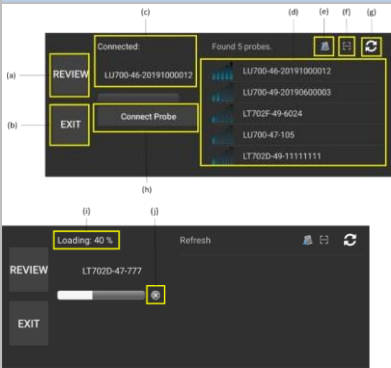 (c) (d) (e) (f) (g)
Connected: Found 5 probes.
(a) REVIEW LU700-46-20191000012 LU700-46-20191000012
LU700-49-20190600003
(b) EXIT Connect Probe LT702F-49-6024
LU700-47-105
LT702D-49-11111111
(h)
(i) (j)
Loading: 40 % Refresh
REVIEW LT702D-47-777
EXIT